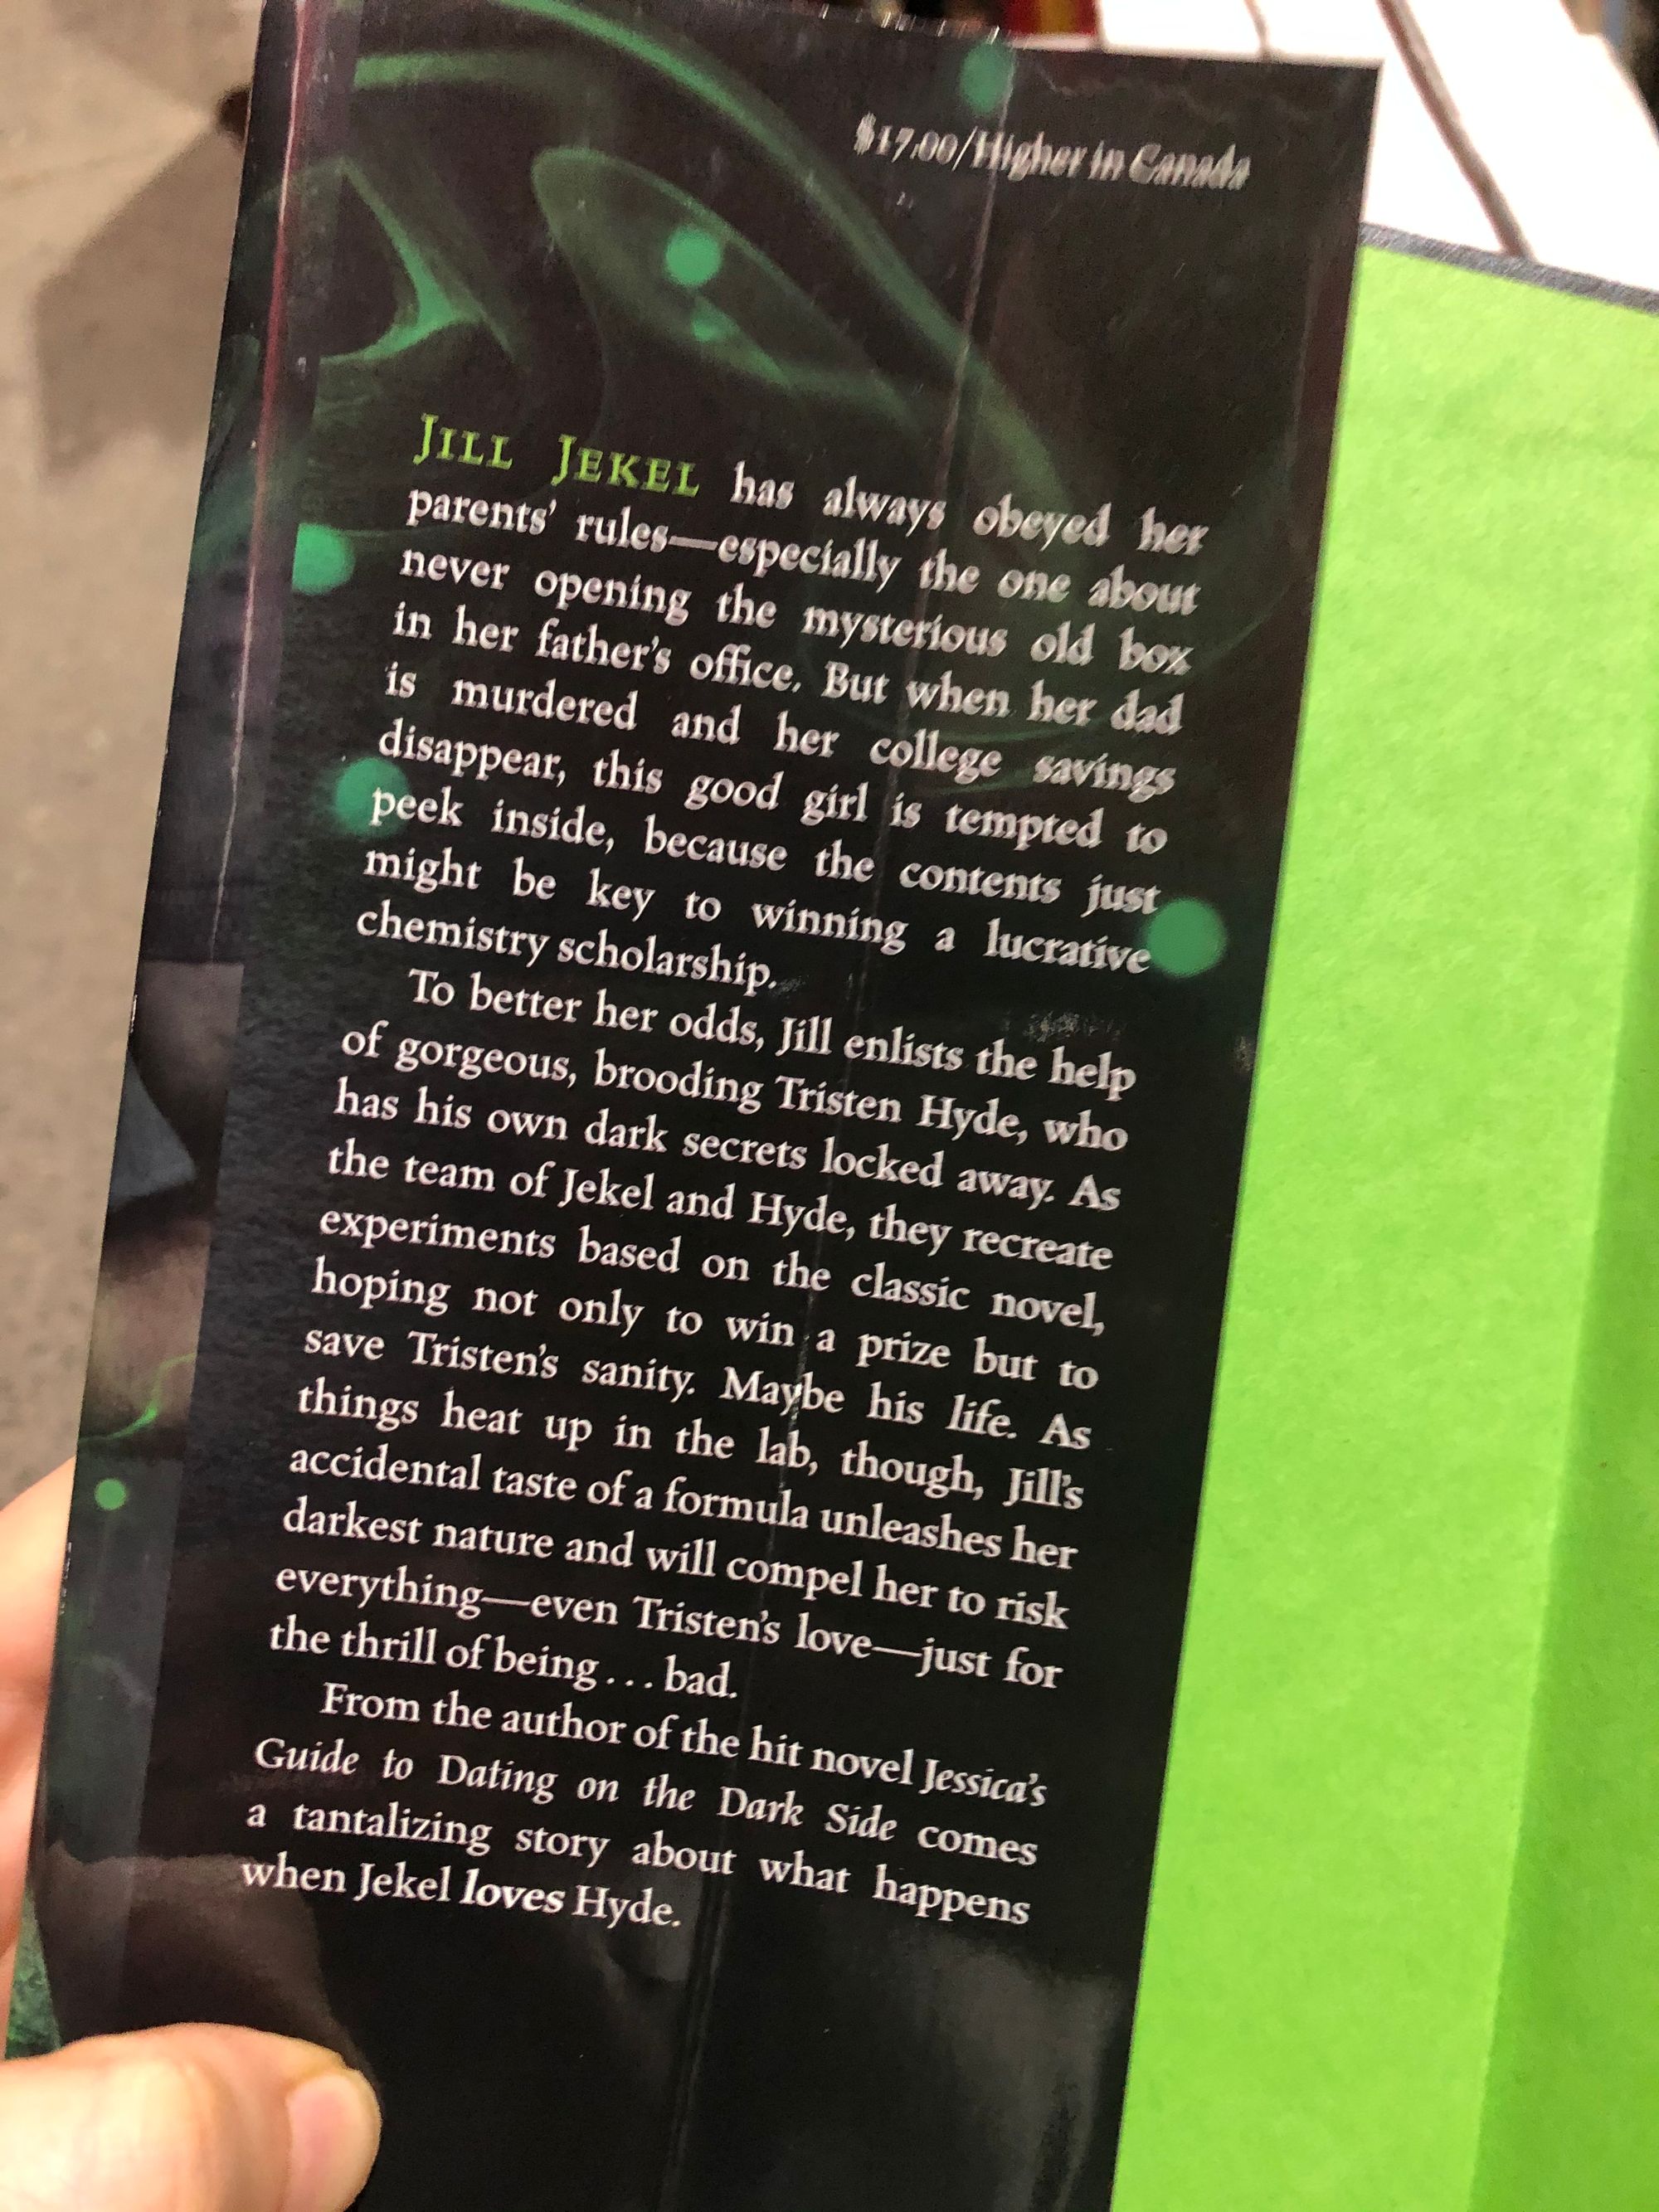 $17.00/Higher in Canada
JILL JEKEL has always obeyed her
parents' rules—especially the one about
never opening the mysterious old box
in her father's office. But when her dad
is murdered and her college savings
disappear, this good girl is tempted to
peek inside, because the contents just
might be key to winning a lucrative
chemistry scholarship.
To better her odds, Jill enlists the help
of gorgeous, brooding Tristen Hyde, who
has his own dark secrets locked away. As
the team of Jekel and Hyde, they recreate
experiments based on the classic novel,
hoping not only to win a prize but to
save Tristen's sanity. Maybe his life. As
things heat up in the lab, though, Jill's
accidental taste of a formula unleashes her
darkest nature and will compel her to risk
everything—even Tristen's love—just for
the thrill of being . . . bad.
From the author of the hit novel Jessica's
Guide to Dating on the Dark Side comes
a tantalizing story about what happens
when Jekel loves Hyde.